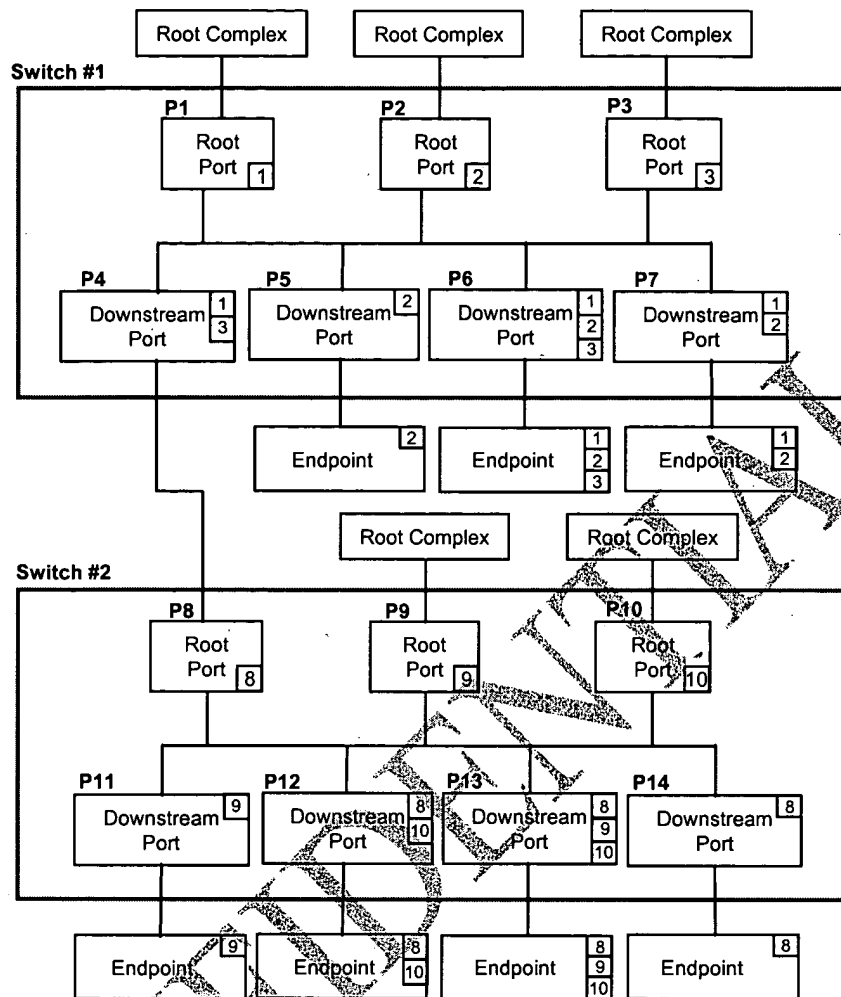 Root Complex
Root Complex
Root Complex
Switch #1
P1
P2
P3
Root
Port
1
Root
Port
2
Root
Port
3
P4
P5
P6
P7
Downstream
Port
1
3
Downstream
Port
2
Downstream
Port
1
2
3
Downstream
Port
1
2
Endpoint
2
Endpoint
1
2
3
Endpoint
1
2
Root Complex
Root Complex
Switch #2
P8
P9
P10
Root
Port
8
Root
Port
9
Root
Port
10
P11
P12
P13
P14
Downstream
Port
9
Downstream
Port
8
10
Downstream
Port
8
9
10
Downstream
Port
8
Endpoint
9
Endpoint
8
10
Endpoint
8
9
10
Endpoint
8